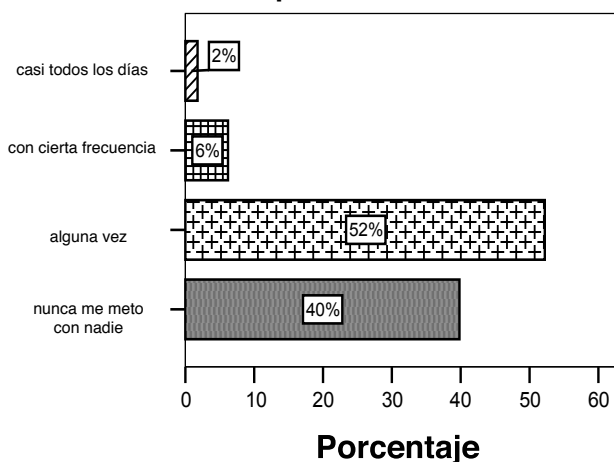 casi todos los días
2%
con cierta frecuencia
6%
alguna vez
52%
nunca me meto
con nadie
40%
0 10 20 30 40 50 60
Porcentaje